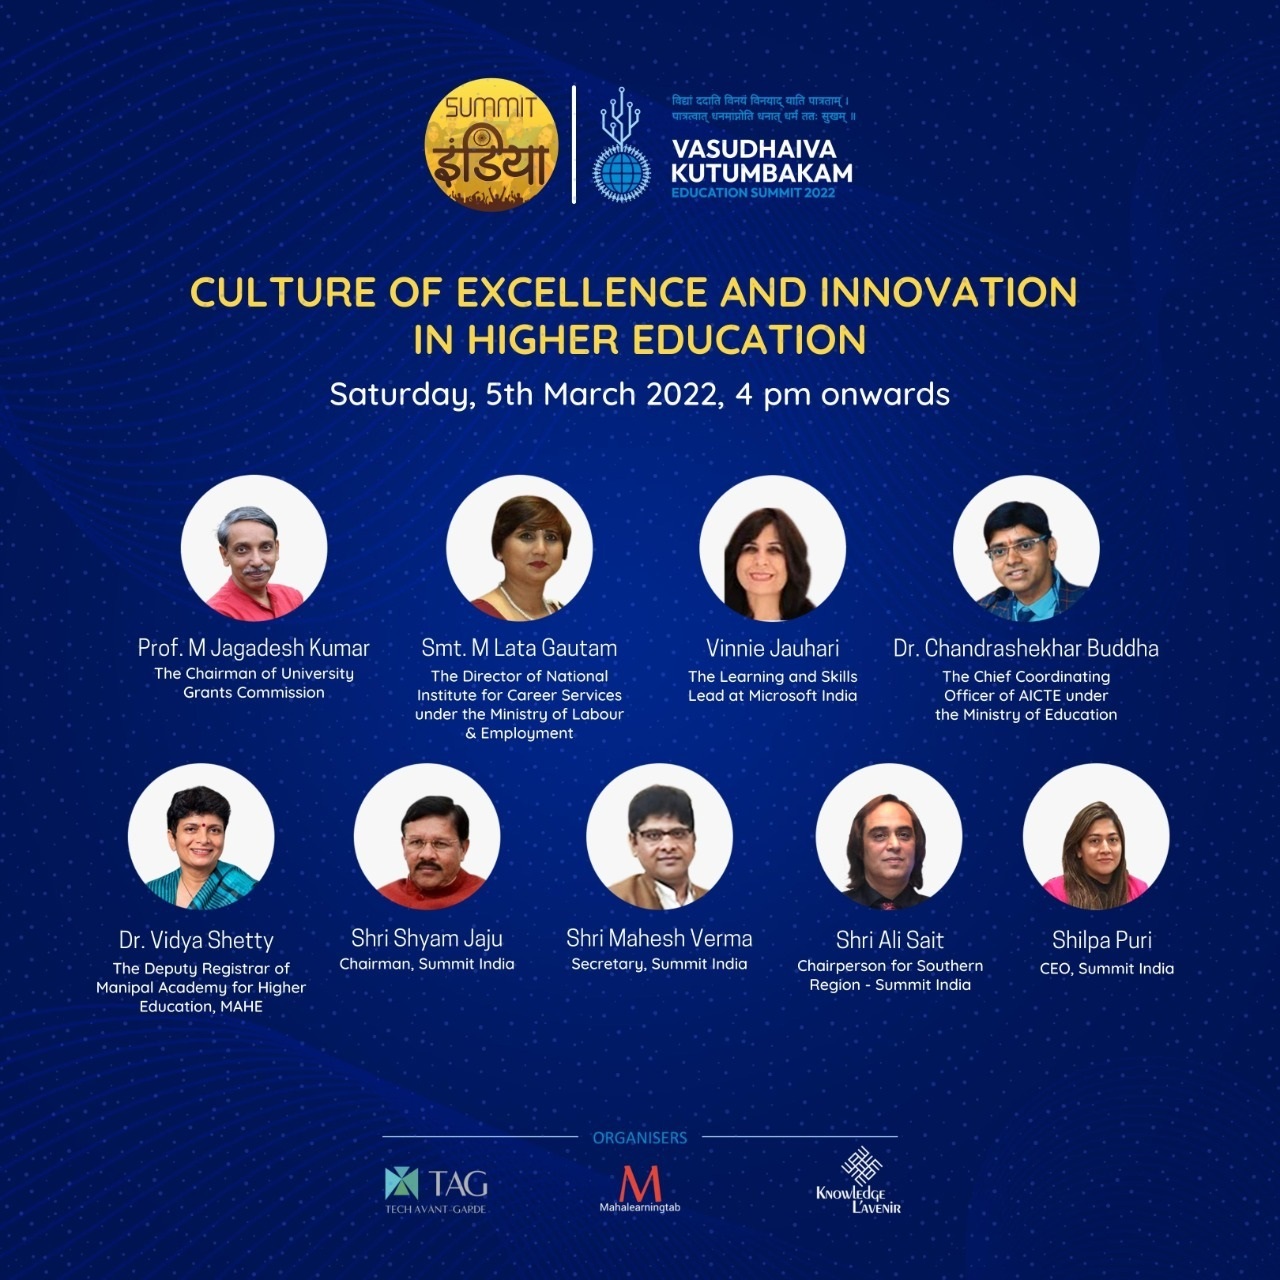 SUMMIT
इंडिया
विद्यां ददाति विनयं विनयाद् याति पात्रताम् ।
पात्रत्वात् धनमाप्नोति धनात् धर्मं ततः सुखम् ॥
VASUDHAIVA
KUTUMBAKAM
EDUCATION SUMMIT 2022
CULTURE OF EXCELLENCE AND INNOVATION
IN HIGHER EDUCATION
Saturday, 5th March 2022, 4 pm onwards
Prof. M Jagadesh Kumar
The Chairman of University
Grants Commission
Smt. M Lata Gautam
The Director of National
Institute for Career Services
under the Ministry of Labour
& Employment
Vinnie Jauhari
The Learning and Skills
Lead at Microsoft India
Dr. Chandrashekhar Buddha
The Chief Coordinating
Officer of AICTE under
the Ministry of Education
Dr. Vidya Shetty
The Deputy Registrar of
Manipal Academy for Higher
Education, MAHE
Shri Shyam Jaju
Chairman, Summit India
Shri Mahesh Verma
Secretary, Summit India
Shri Ali Sait
Chairperson for Southern
Region - Summit India
Shilpa Puri
CEO, Summit India
ORGANISERS
TAG
TECH AVANT-GARDE
M
Mahalearningtab
KNOWLEDGE
L'AVENIR